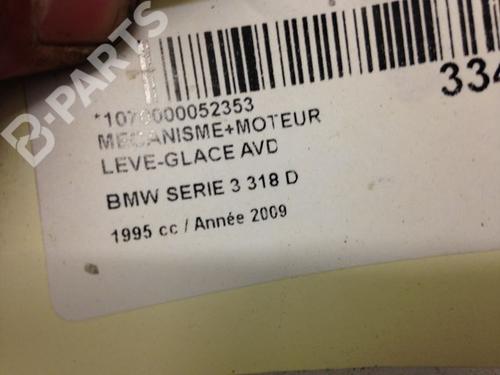 B-PARTS
334
*1070000052353
MECANISME+MOTEUR
LEVE-GLACE AVD
BMW SERIE 3 318 D
1995 cc / Année 2009